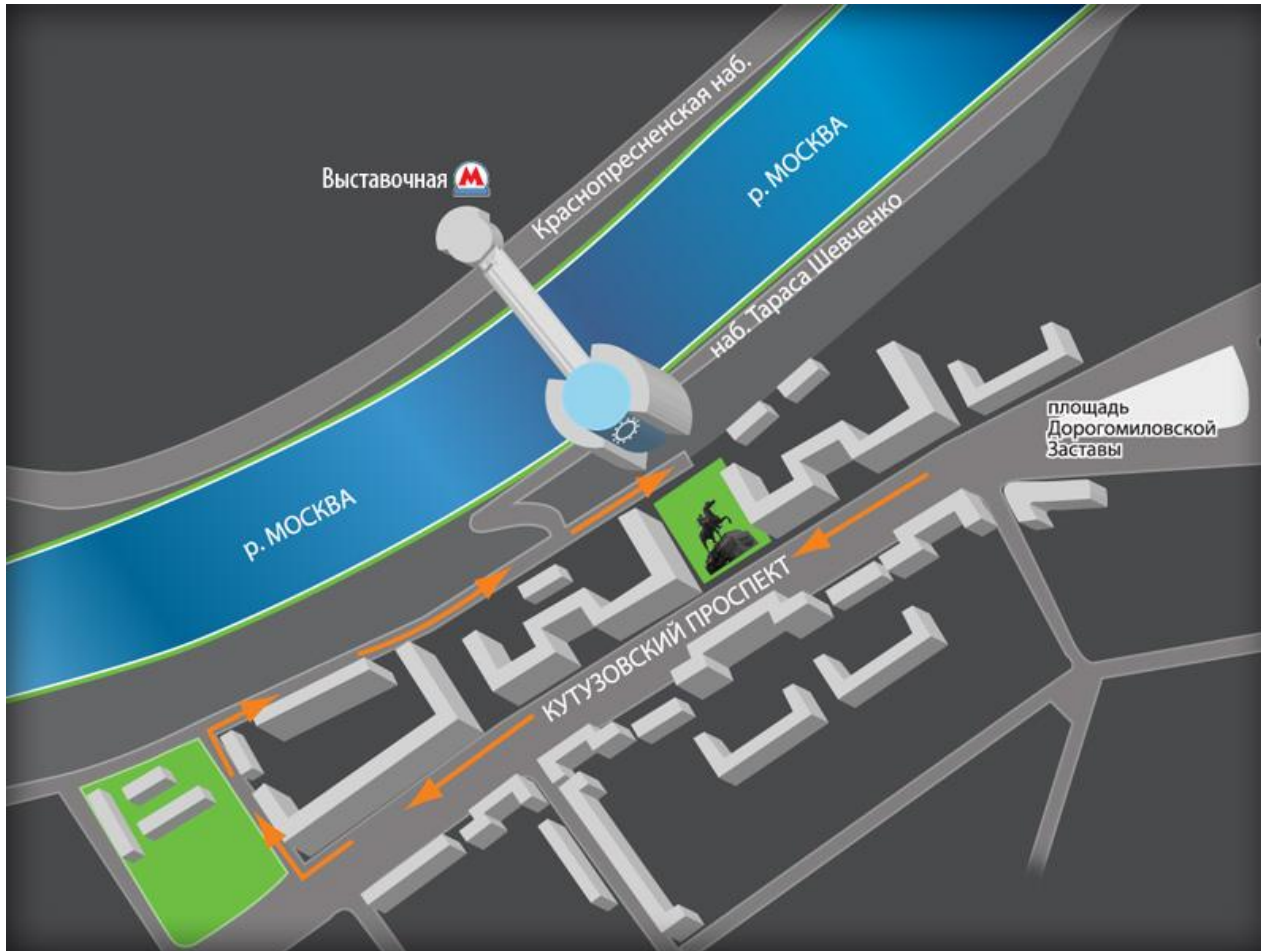 Краснопресненская наб.
р. МОСКВА
Выставочная М
наб. Тараса Шевченко
площадь
Дорогомиловской
Заставы
р. МОСКВА
КУТУЗОВСКИЙ ПРОСПЕКТ